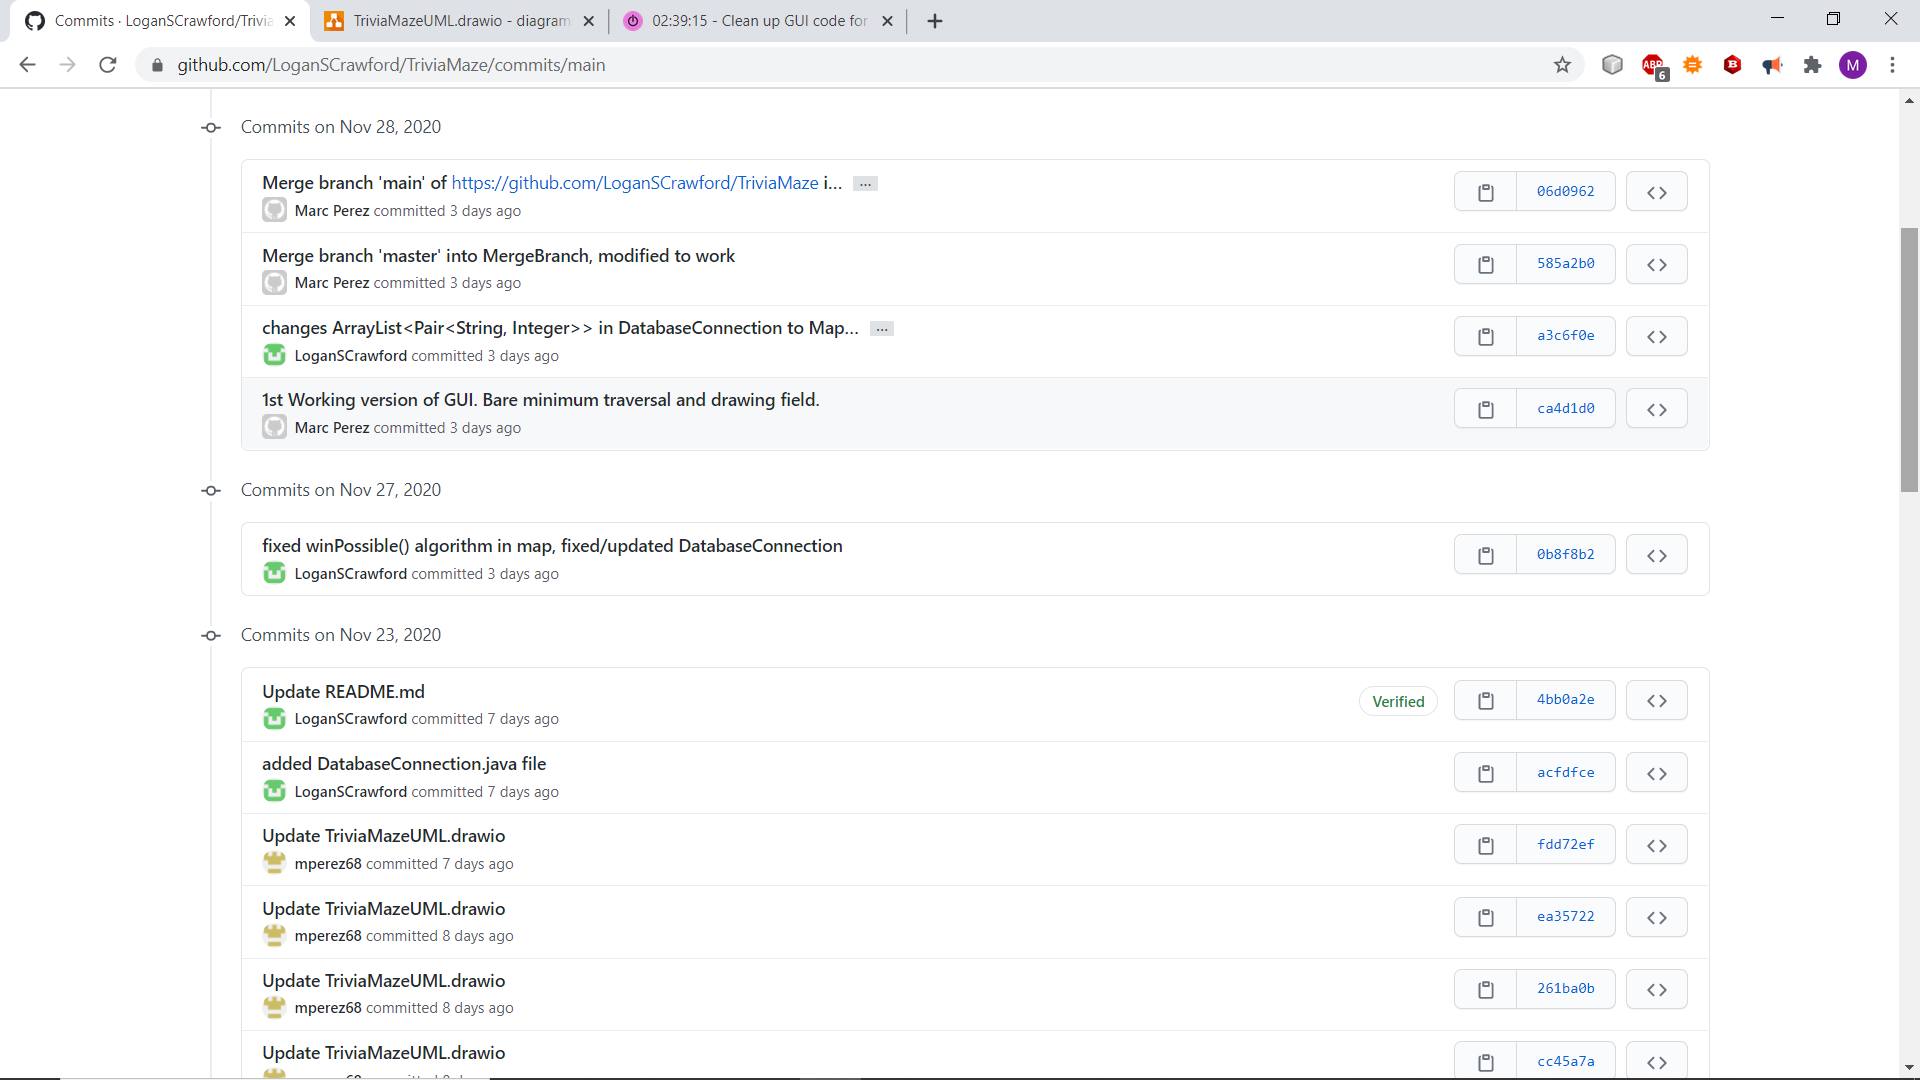 Commits · LoganSCrawford/Trivia
TriviaMazeUML.drawio - diagram
02:39:15 - Clean up GUI code for
github.com/LoganSCrawford/TriviaMaze/commits/main
ABP
6
B
M
Commits on Nov 28, 2020
Merge branch 'main' of https://github.com/LoganSCrawford/TriviaMaze i... ...
06d0962
Marc Perez committed 3 days ago
Merge branch 'master' into MergeBranch, modified to work
585a2b0
Marc Perez committed 3 days ago
changes ArrayList<Pair<String, Integer>> in DatabaseConnection to Map... ...
a3c6f0e
LoganSCrawford committed 3 days ago
1st Working version of GUI. Bare minimum traversal and drawing field.
ca4d1d0
Marc Perez committed 3 days ago
Commits on Nov 27, 2020
fixed winPossible() algorithm in map, fixed/updated DatabaseConnection
0b8f8b2
LoganSCrawford committed 3 days ago
Commits on Nov 23, 2020
Update README.md
Verified
4bb0a2e
LoganSCrawford committed 7 days ago
added DatabaseConnection.java file
acfdfce
LoganSCrawford committed 7 days ago
Update TriviaMazeUML.drawio
fdd72ef
mperez68 committed 7 days ago
Update TriviaMazeUML.drawio
ea35722
mperez68 committed 8 days ago
Update TriviaMazeUML.drawio
261ba0b
mperez68 committed 8 days ago
Update TriviaMazeUML.drawio
cc45a7a